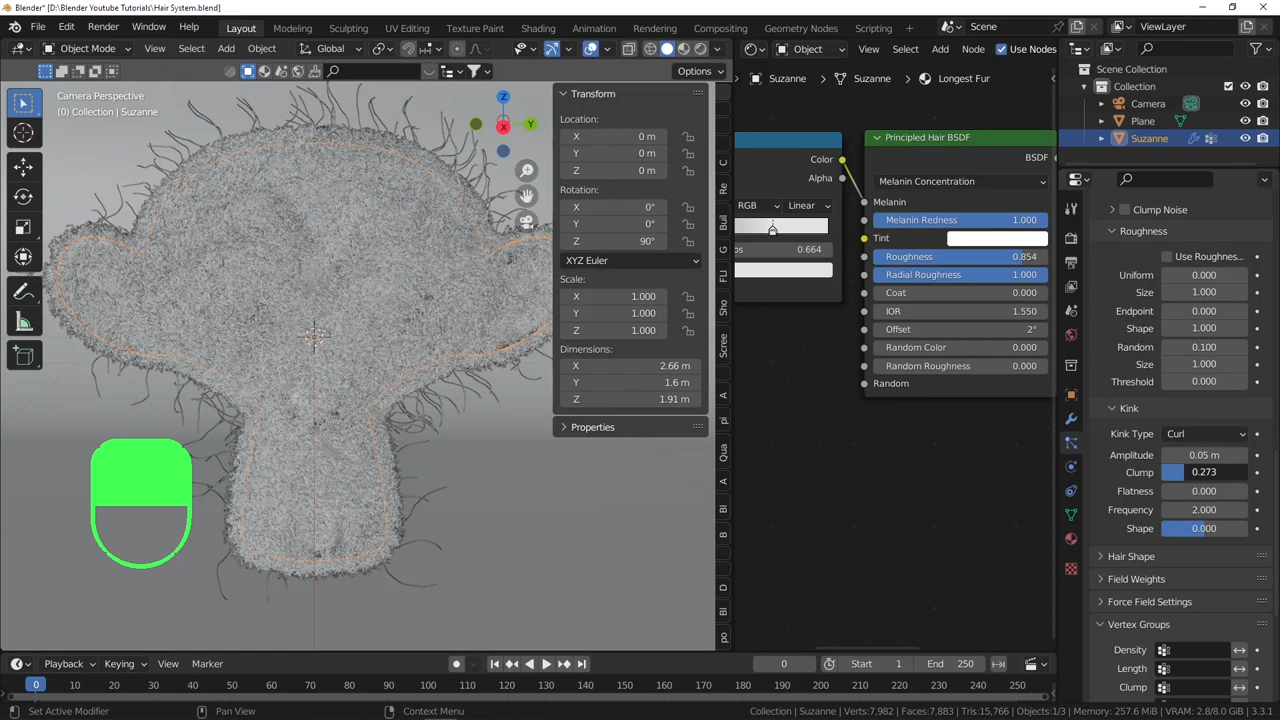 Blender* [D:\Blender Youtube Tutorials\Hair System.blend]
File Edit Render Window Help Layout Modeling Sculpting UV Editing Texture Paint Shading Animation Rendering Compositing Geometry Nodes Scripting Scene ViewLayer
Object Mode View Select Add Object Global Object View Select Add Node Use Nodes
Options Suzanne Suzanne Longest Fur
Camera Perspective
(0) Collection | Suzanne
X Y
Transform
Location:
X 0 m
Y 0 m
Z 0 m
Rotation:
X 0°
Y 0°
Z 90°
XYZ Euler
Scale:
X 1.000
Y 1.000
Z 1.000
Dimensions:
X 2.66 m
Y 1.6 m
Z 1.91 m
Properties
C
Re
Buil
G
FLI
Sho
Scree
A
pi
Qua
A
Bl
B
D
Bl
po
Color
Alpha
RGB Linear
os 0.664
Principled Hair BSDF
BSDF
Melanin Concentration
Melanin
Melanin Redness 1.000
Tint
Roughness 0.854
Radial Roughness 1.000
Coat 0.000
IOR 1.550
Offset 2°
Random Color 0.000
Random Roughness 0.000
Random
Scene Collection
Collection
Camera
Plane
Suzanne
Clump Noise
Roughness
Use Roughnes...
Uniform 0.000
Size 1.000
Endpoint 0.000
Shape 1.000
Random 0.100
Size 1.000
Threshold 0.000
Kink
Kink Type Curl
Amplitude 0.05 m
Clump 0.273
Flatness 0.000
Frequency 2.000
Shape 0.000
Hair Shape
Field Weights
Force Field Settings
Vertex Groups
Density
Length
Clump
Playback Keying View Marker 0 Start 1 End 250
0 10 20 30 40 50 60 70 80 90 100 110 120 130 140 150 160 170 180 190 200 210 220 230 240 250
Set Active Modifier Pan View Context Menu Collection | Suzanne | Verts:7,982 | Faces:7,883 | Tris:15,766 | Objects:1/3 | Memory: 257.6 MiB | VRAM: 2.8/8.0 GiB | 3.3.1